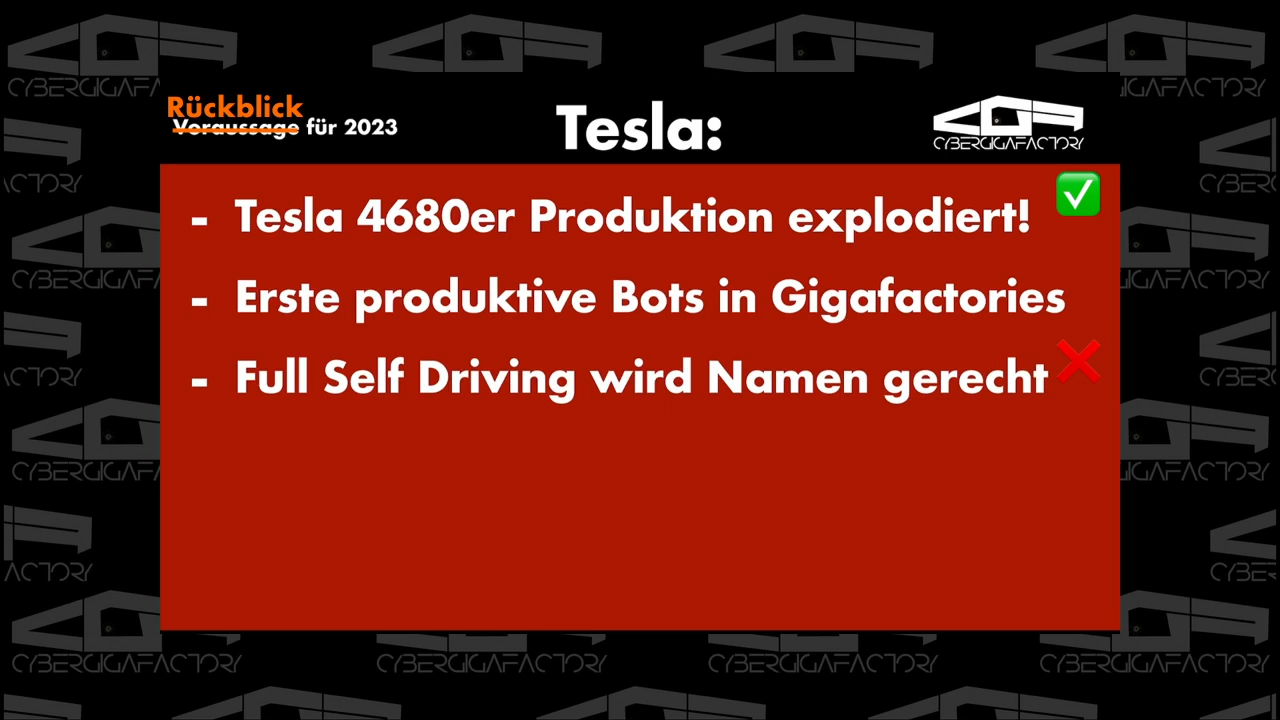 Rückblick
Voraussage für 2023
Tesla:
CYBERGIGAFACTORY
- Tesla 4680er Produktion explodiert!
- Erste produktive Bots in Gigafactories
- Full Self Driving wird Namen gerecht